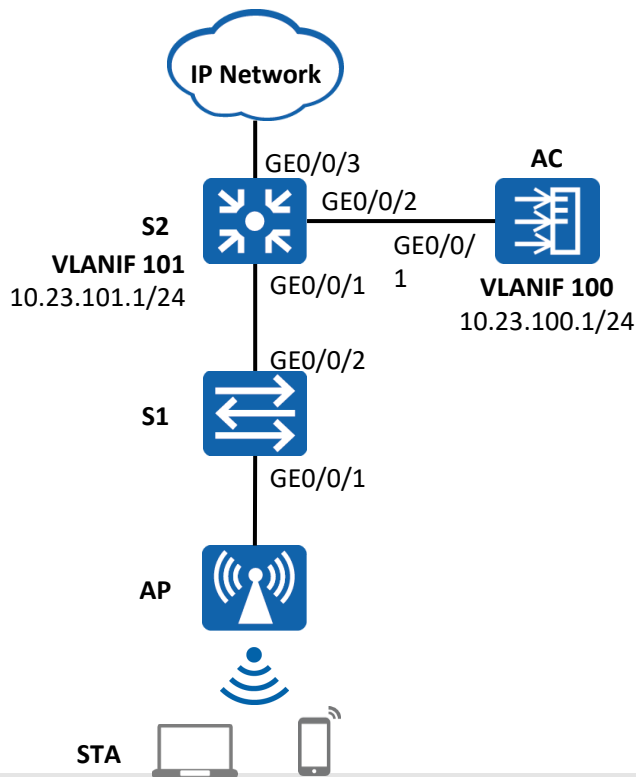 IP Network
GE0/0/3
AC
GE0/0/2
S2
GE0/0/
1
VLANIF 101
10.23.101.1/24
GE0/0/1
VLANIF 100
10.23.100.1/24
GE0/0/2
S1
GE0/0/1
AP
STA